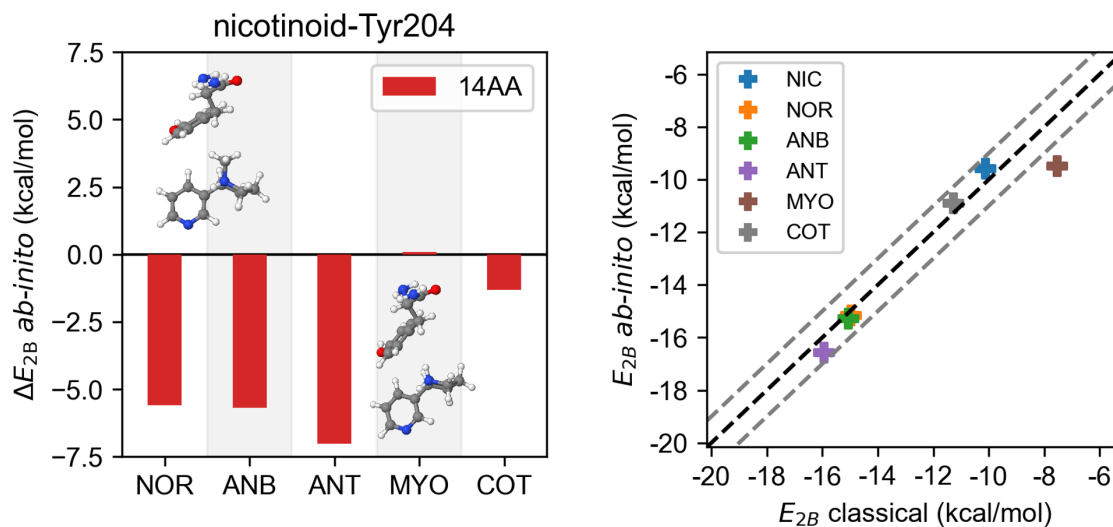 nicotinoid-Tyr204
7.5
5.0
2.5
0.0
-2.5
-5.0
-7.5
ΔE2B ab-inito (kcal/mol)
14AA
NOR ANB ANT MYO COT
-6
-8
-10
-12
-14
-16
-18
-20
E2B ab-inito (kcal/mol)
NIC
NOR
ANB
ANT
MYO
COT
-20 -18 -16 -14 -12 -10 -8 -6
E2B classical (kcal/mol)